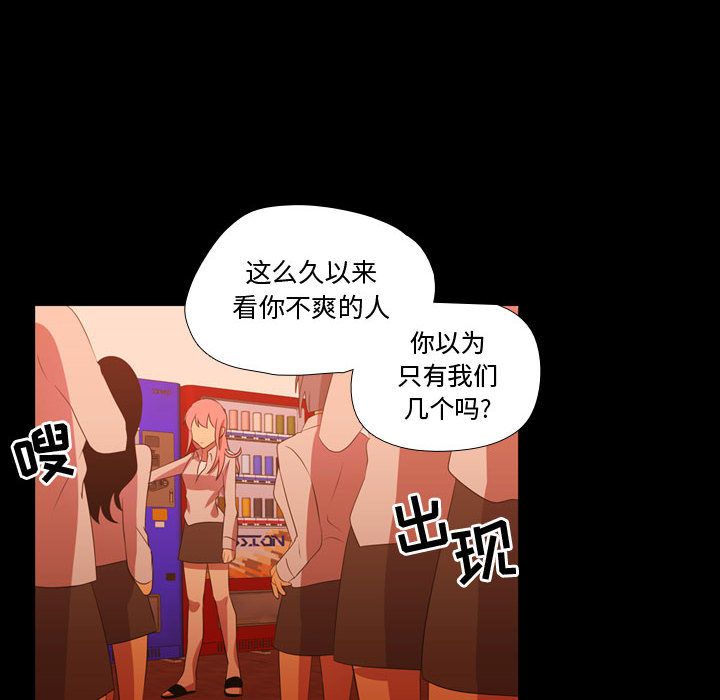 这么久以来
看你不爽的人
你以为
只有我们
几个吗?
嗖
出现